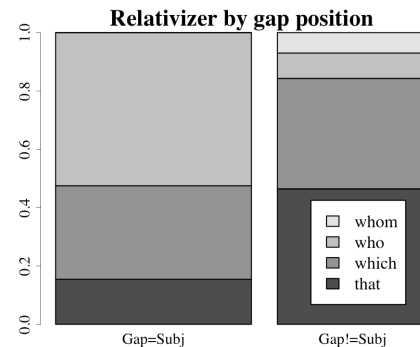 Relativizer by gap position
1.0
0.8
0.6
0.4
0.2
0.0
whom
who
which
that
Gap=Subj
Gap!=Subj